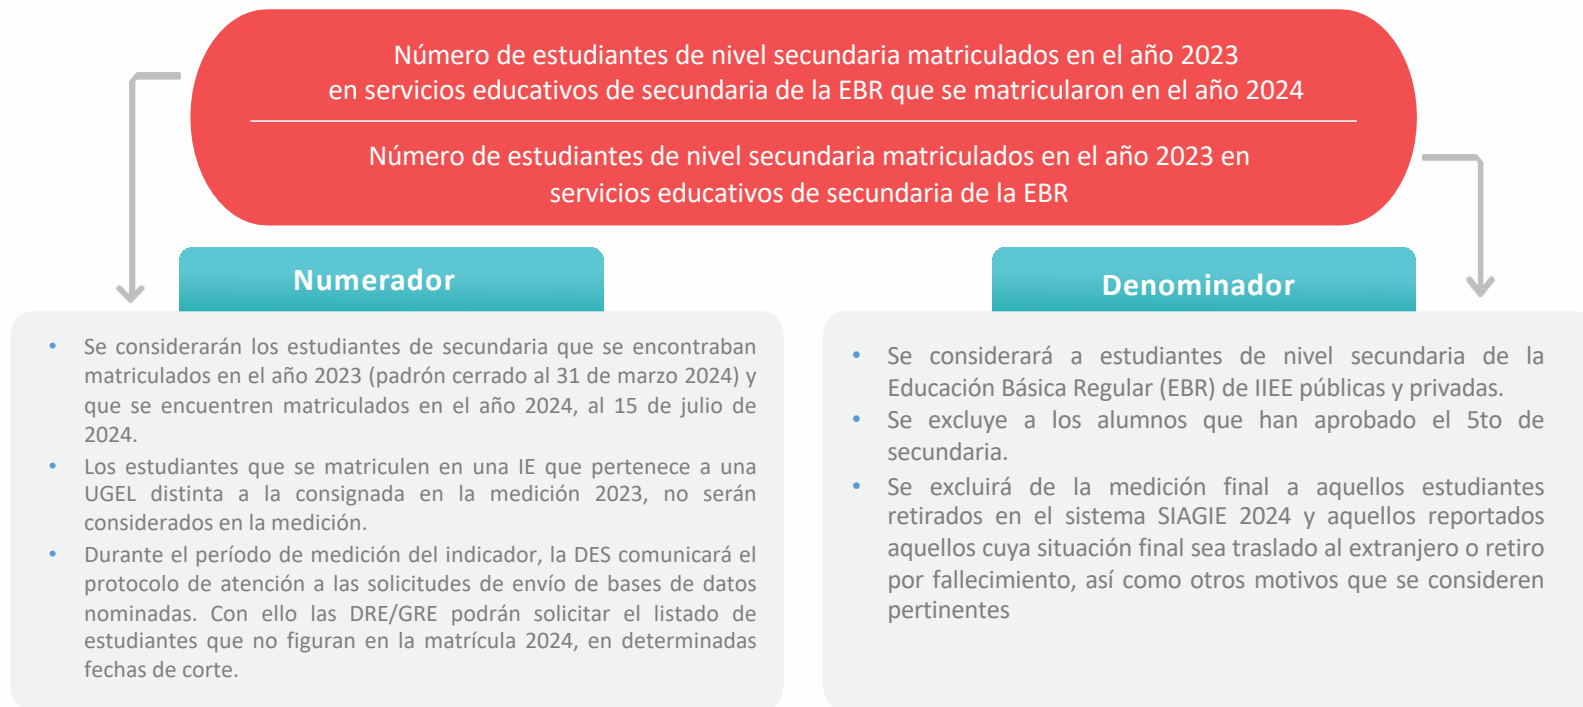 Número de estudiantes de nivel secundaria matriculados en el año 2023
en servicios educativos de secundaria de la EBR que se matricularon en el año 2024
Número de estudiantes de nivel secundaria matriculados en el año 2023 en
servicios educativos de secundaria de la EBR
Numerador
• Se considerarán los estudiantes de secundaria que se encontraban
matriculados en el año 2023 (padrón cerrado al 31 de marzo 2024) y
que se encuentren matriculados en el año 2024, al 15 de julio de
2024.
• Los estudiantes que se matriculen en una IE que pertenece a una
UGEL distinta a la consignada en la medición 2023, no serán
considerados en la medición.
• Durante el período de medición del indicador, la DES comunicará el
protocolo de atención a las solicitudes de envío de bases de datos
nominadas. Con ello las DRE/GRE podrán solicitar el listado de
estudiantes que no figuran en la matrícula 2024, en determinadas
fechas de corte.
Denominador
• Se considerará a estudiantes de nivel secundaria de la
Educación Básica Regular (EBR) de IIEE públicas y privadas.
• Se excluye a los alumnos que han aprobado el 5to de
secundaria.
• Se excluirá de la medición final a aquellos estudiantes
retirados en el sistema SIAGIE 2024 y aquellos reportados
aquellos cuya situación final sea traslado al extranjero o retiro
por fallecimiento, así como otros motivos que se consideren
pertinentes